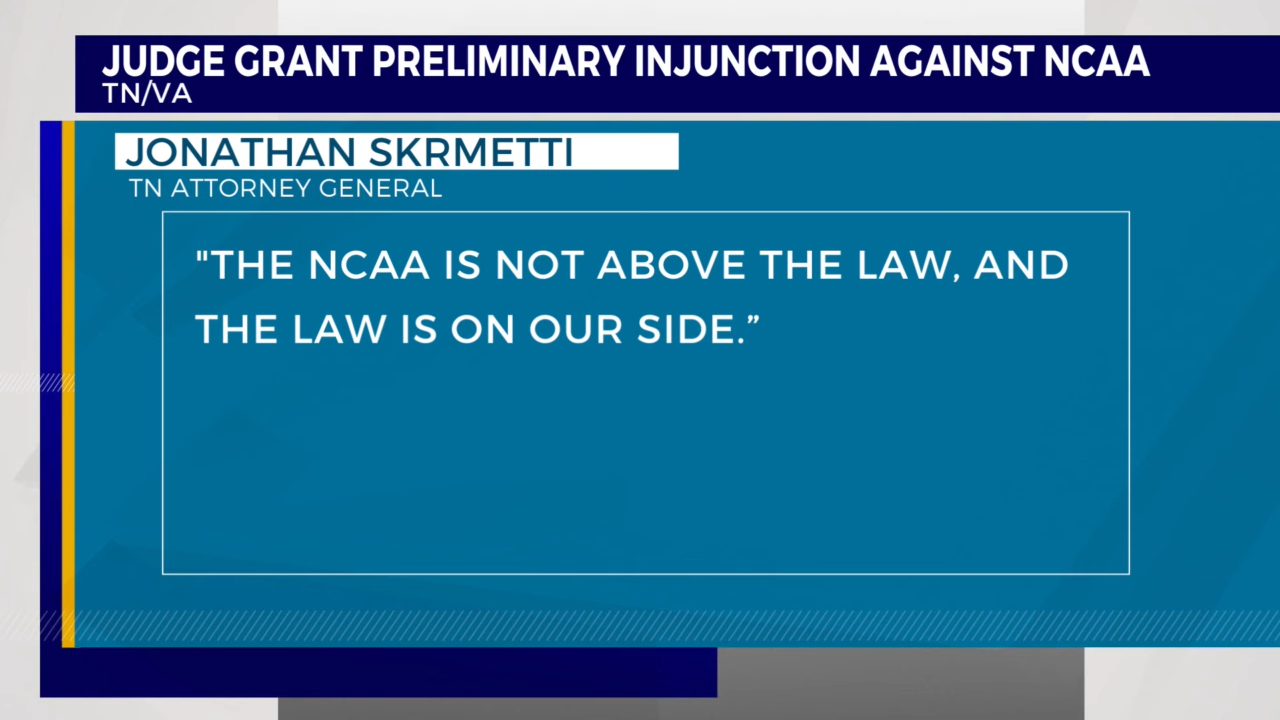 JUDGE GRANT PRELIMINARY INJUNCTION AGAINST NCAA
TN/VA
JONATHAN SKRMETTI
TN ATTORNEY GENERAL
"THE NCAA IS NOT ABOVE THE LAW, AND
THE LAW IS ON OUR SIDE.”